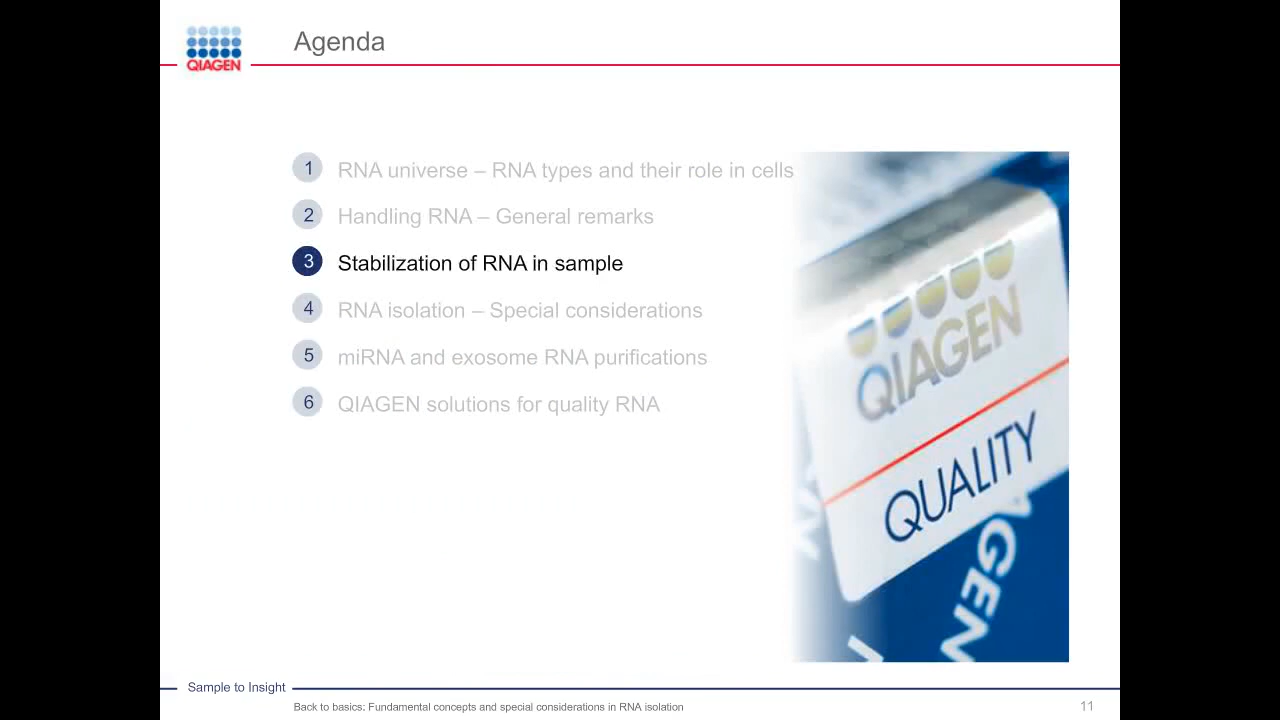 QIAGEN
Agenda
1 RNA universe – RNA types and their role in cells
2 Handling RNA – General remarks
3 Stabilization of RNA in sample
4 RNA isolation – Special considerations
5 miRNA and exosome RNA purifications
6 QIAGEN solutions for quality RNA
QIAGEN
QUALITY
AGEN
Sample to Insight
Back to basics: Fundamental concepts and special considerations in RNA isolation
11